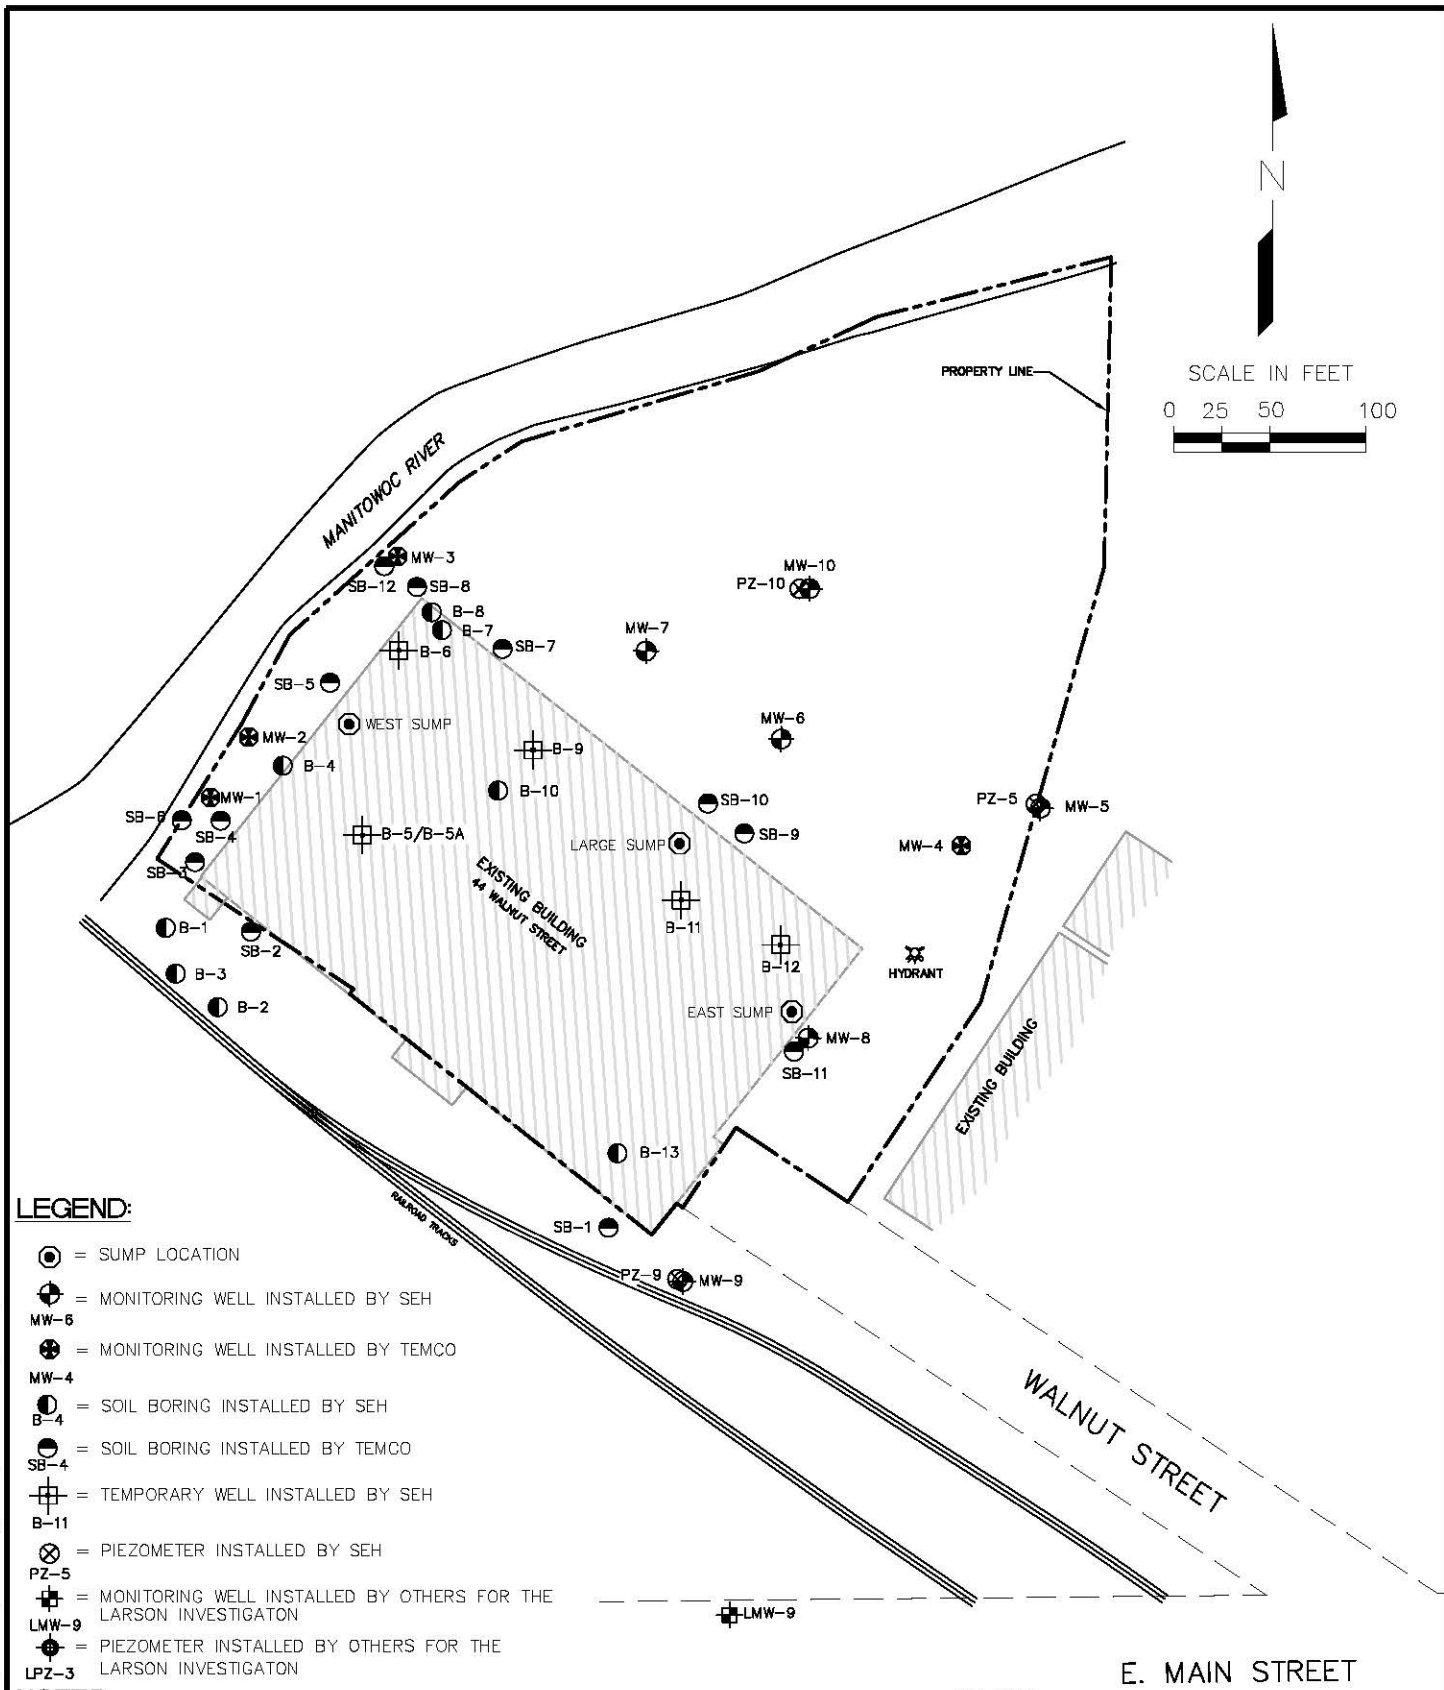 N
SCALE IN FEET
0 25 50 100
PROPERTY LINE
MANITOWOC RIVER
MW-3
SB-12
SB-8
B-8
B-7
B-6
SB-7
MW-7
MW-10
PZ-10
SB-5
WEST SUMP
MW-2
B-4
MW-6
B-9
B-10
MW-1
SB-6
SB-4
SB-3
B-5/B-5A
SB-10
SB-9
LARGE SUMP
PZ-5
MW-5
MW-4
EXISTING BUILDING
44 WALNUT STREET
B-11
B-12
HYDRANT
B-1
SB-2
B-3
B-2
EAST SUMP
MW-8
SB-11
EXISTING BUILDING
B-13
RAILROAD TRACKS
SB-1
PZ-9
MW-9
WALNUT STREET
LMW-9
E. MAIN STREET
LEGEND:
= SUMP LOCATION
= MONITORING WELL INSTALLED BY SEH
MW-6
= MONITORING WELL INSTALLED BY TEMCO
MW-4
= SOIL BORING INSTALLED BY SEH
B-4
= SOIL BORING INSTALLED BY TEMCO
SB-4
= TEMPORARY WELL INSTALLED BY SEH
B-11
= PIEZOMETER INSTALLED BY SEH
PZ-5
= MONITORING WELL INSTALLED BY OTHERS FOR THE
LARSON INVESTIGATON
LMW-9
= PIEZOMETER INSTALLED BY OTHERS FOR THE
LARSON INVESTIGATON
LPZ-3